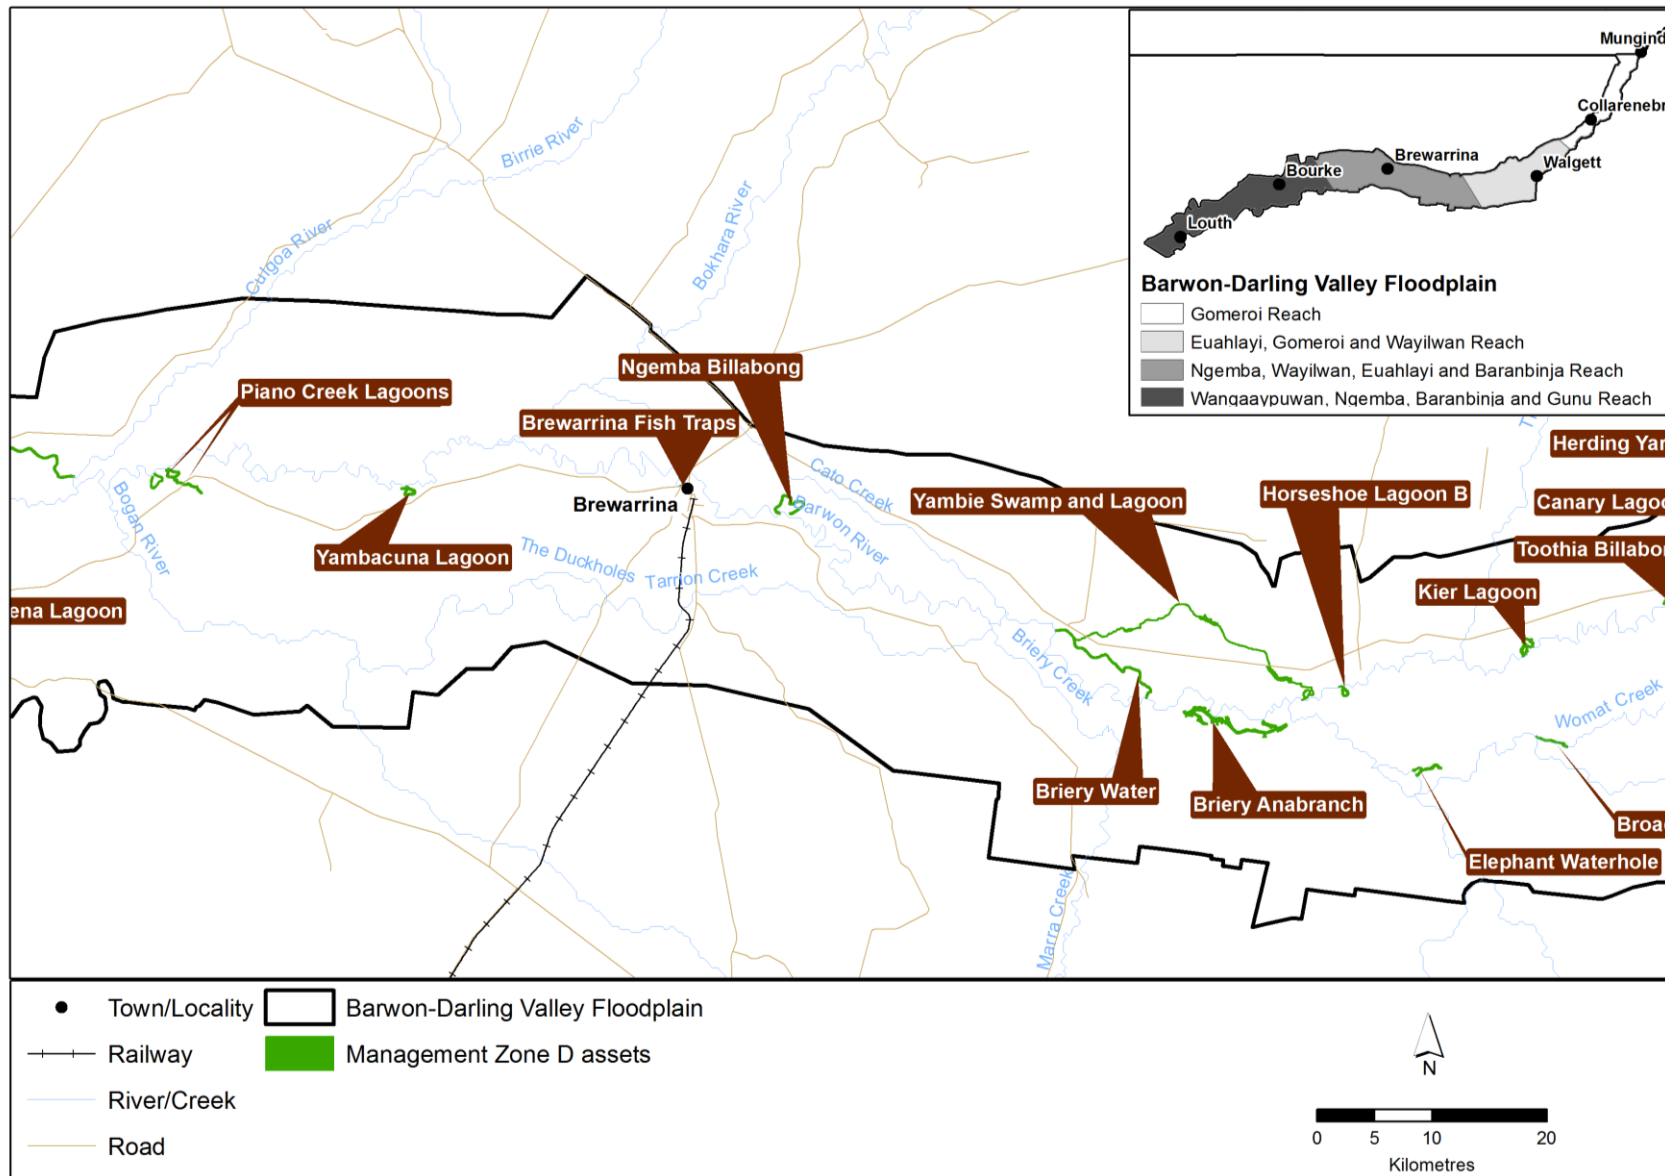 Mungind
Collarenebr
Walgett
Brewarrina
Bourke
Louth
Barwon-Darling Valley Floodplain
Gomeroi Reach
Euahlayi, Gomeroi and Wayilwan Reach
Ngemba, Wayilwan, Euahlayi and Baranbinja Reach
Wangaaypuwan, Ngemba, Baranbinja and Gunu Reach
Birrie River
Culgoa River
Bokhara River
Ngemba Billabong
Piano Creek Lagoons
Brewarrina Fish Traps
Brewarrina
Bogan River
Yambacuna Lagoon
The Duckholes
Tarrion Creek
Cato Creek
Barwon River
Yambie Swamp and Lagoon
Horseshoe Lagoon B
Herding Yar
Canary Lagoo
Toothia Billabon
Kier Lagoon
ena Lagoon
Briery Creek
Womat Creek
Briery Water
Briery Anabranch
Broad
Elephant Waterhole
Marra Creek
Town/Locality
Barwon-Darling Valley Floodplain
Railway
Management Zone D assets
River/Creek
Road
N
0 5 10 20
Kilometres